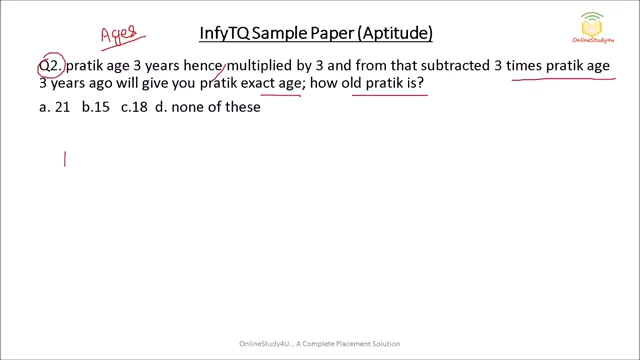 Ages
InfyTQ Sample Paper (Aptitude)
OnlineStudy4u
Q2. pratik age 3 years hence multiplied by 3 and from that subtracted 3 times pratik age
3 years ago will give you pratik exact age; how old pratik is?
a. 21 b.15 c.18 d. none of these
OnlineStudy4U... A Complete Placement Solution